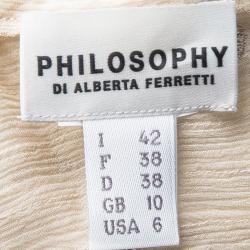 PHILOSOPHY
DI ALBERTA FERRETTI
I 42
F 38
D 38
GB 10
USA 6